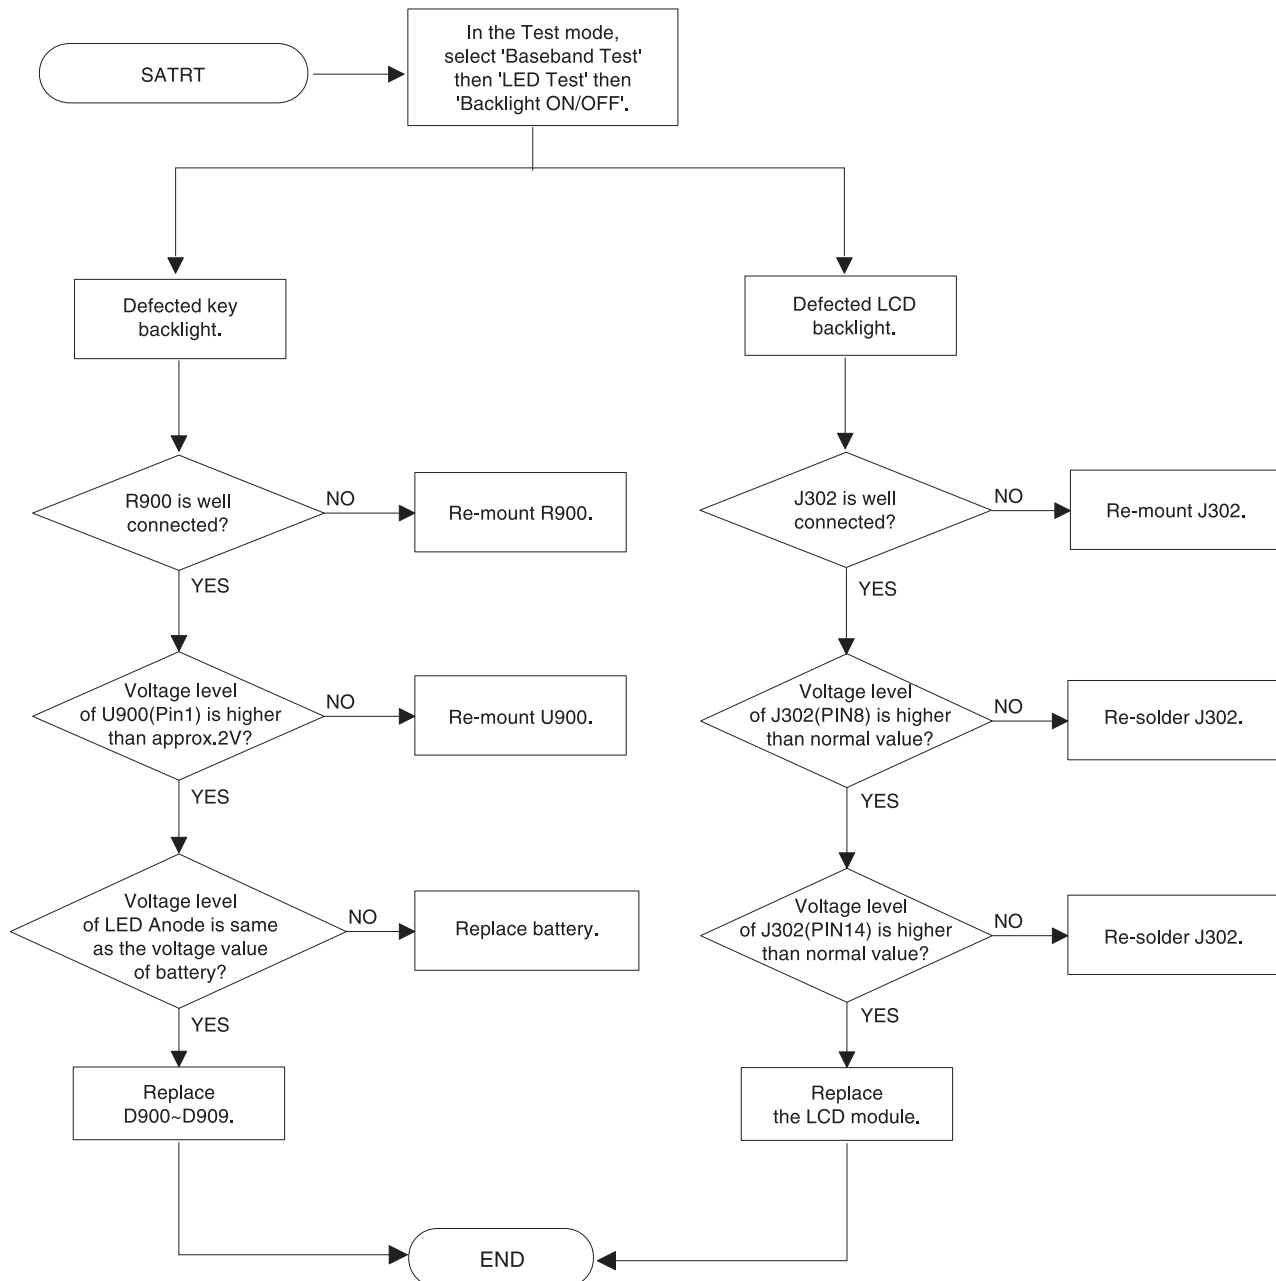 SATRT
In the Test mode,
select 'Baseband Test'
then 'LED Test' then
'Backlight ON/OFF'.
Defected key
backlight.
Defected LCD
backlight.
R900 is well
connected?
NO
Re-mount R900.
YES
J302 is well
connected?
NO
Re-mount J302.
YES
Voltage level
of U900(Pin1) is higher
than approx.2V?
NO
Re-mount U900.
YES
Voltage level
of J302(PIN8) is higher
than normal value?
NO
Re-solder J302.
YES
Voltage level
of LED Anode is same
as the voltage value
of battery?
NO
Replace battery.
YES
Voltage level
of J302(PIN14) is higher
than normal value?
NO
Re-solder J302.
YES
Replace
D900~D909.
Replace
the LCD module.
END